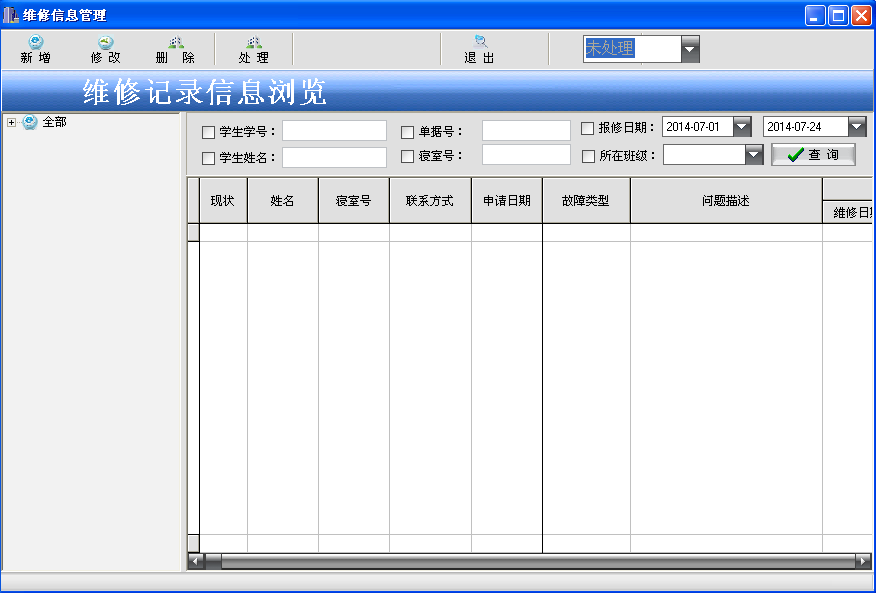 维修信息管理
新 增 修 改 删 除 处 理 退 出 未处理
维修记录信息浏览
全部
学生学号： 单据号： 报修日期： 2014-07-01 2014-07-24
学生姓名： 寝室号： 所在班级： 查 询
现状 姓名 寝室号 联系方式 申请日期 故障类型 问题描述
维修日